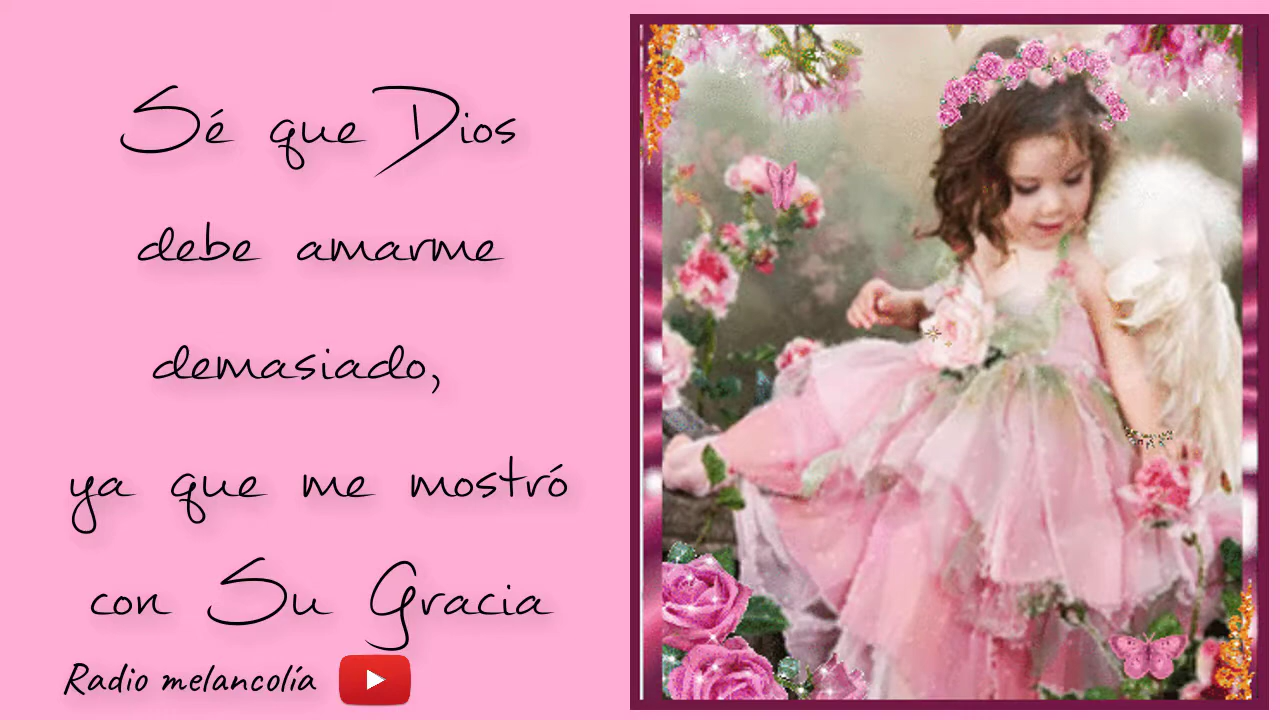 Sé que Dios
debe amarme
demasiado,
ya que me mostró
con Su Gracia
Radio melancolía